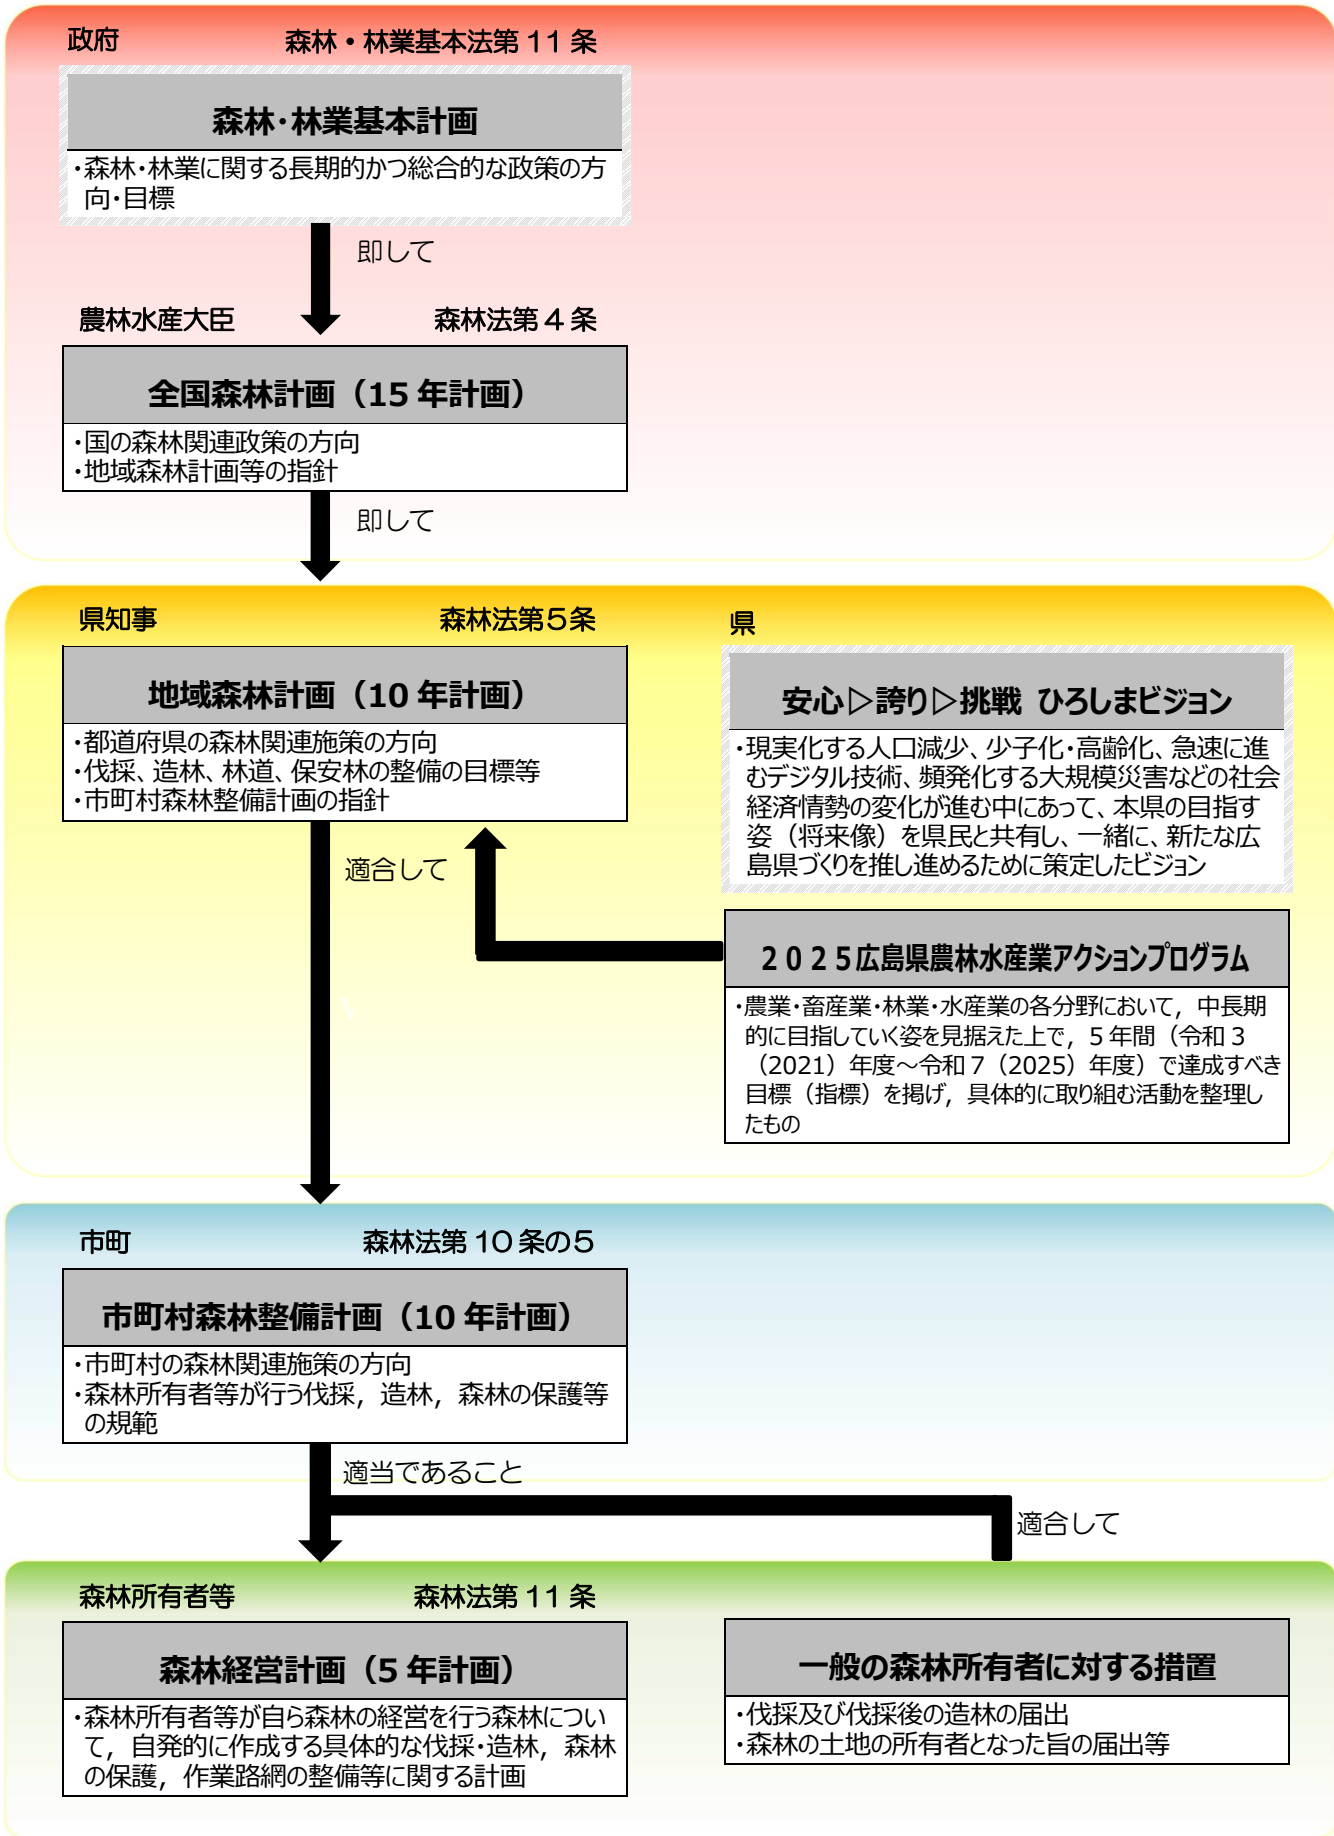 政府　森林・林業基本法第 11 条
森林・林業基本計画
・森林・林業に関する長期的かつ総合的な政策の方
向・目標
即して
農林水産大臣　森林法第 4 条
全国森林計画（15 年計画）
・国の森林関連政策の方向
・地域森林計画等の指針
即して
県知事　森林法第５条
地域森林計画（10 年計画）
・都道府県の森林関連施策の方向
・伐採、造林、林道、保安林の整備の目標等
・市町村森林整備計画の指針
適合して
県
安心▷誇り▷挑戦 ひろしまビジョン
・現実化する人口減少、少子化・高齢化、急速に進
むデジタル技術、頻発化する大規模災害などの社会
経済情勢の変化が進む中にあって、本県の目指す
姿（将来像）を県民と共有し、一緒に、新たな広
島県づくりを推し進めるために策定したビジョン
２０２５広島県農林水産業アクションプログラム
・農業・畜産業・林業・水産業の各分野において，中長期
的に目指していく姿を見据えた上で，5 年間（令和 3
（2021）年度～令和 7（2025）年度）で達成すべき
目標（指標）を掲げ，具体的に取り組む活動を整理し
たもの
市町　森林法第 10 条の５
市町村森林整備計画（10 年計画）
・市町村の森林関連施策の方向
・森林所有者等が行う伐採，造林，森林の保護等
の規範
適当であること
適合して
森林所有者等　森林法第 11 条
森林経営計画（5 年計画）
・森林所有者等が自ら森林の経営を行う森林につい
て，自発的に作成する具体的な伐採・造林，森林
の保護，作業路網の整備等に関する計画
一般の森林所有者に対する措置
・伐採及び伐採後の造林の届出
・森林の土地の所有者となった旨の届出等